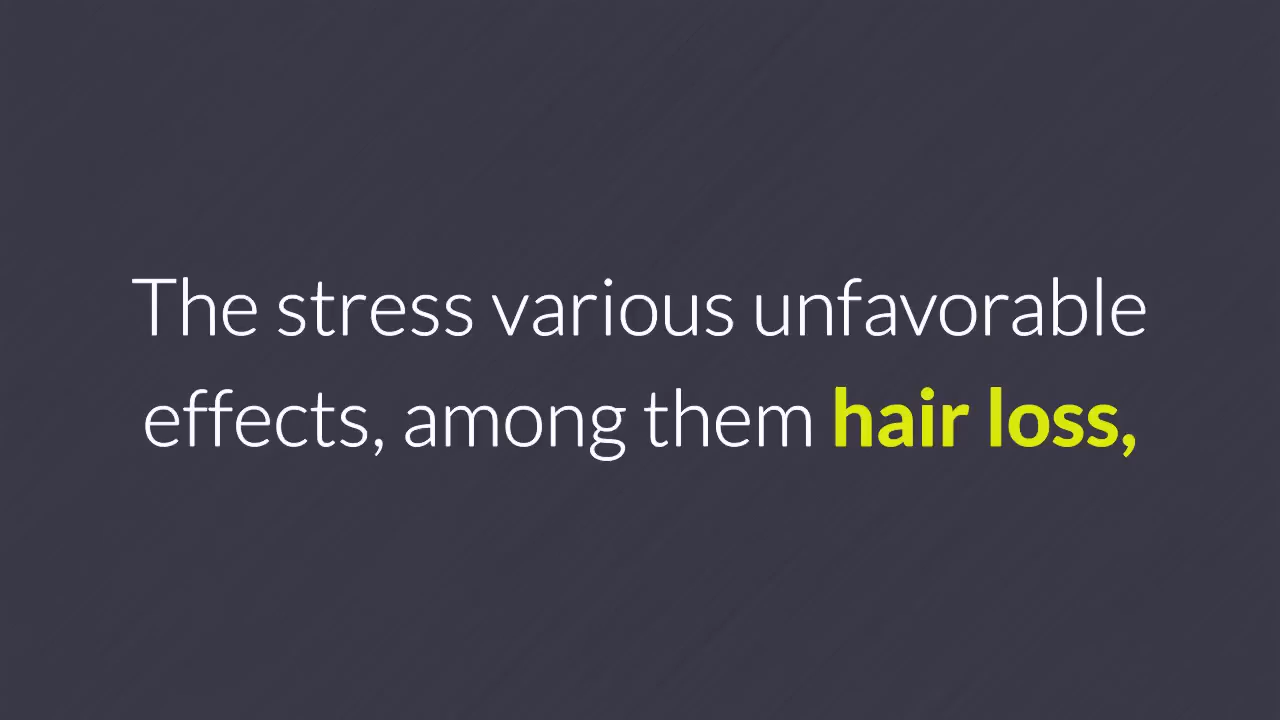 The stress various unfavorable
effects, among them hair loss,